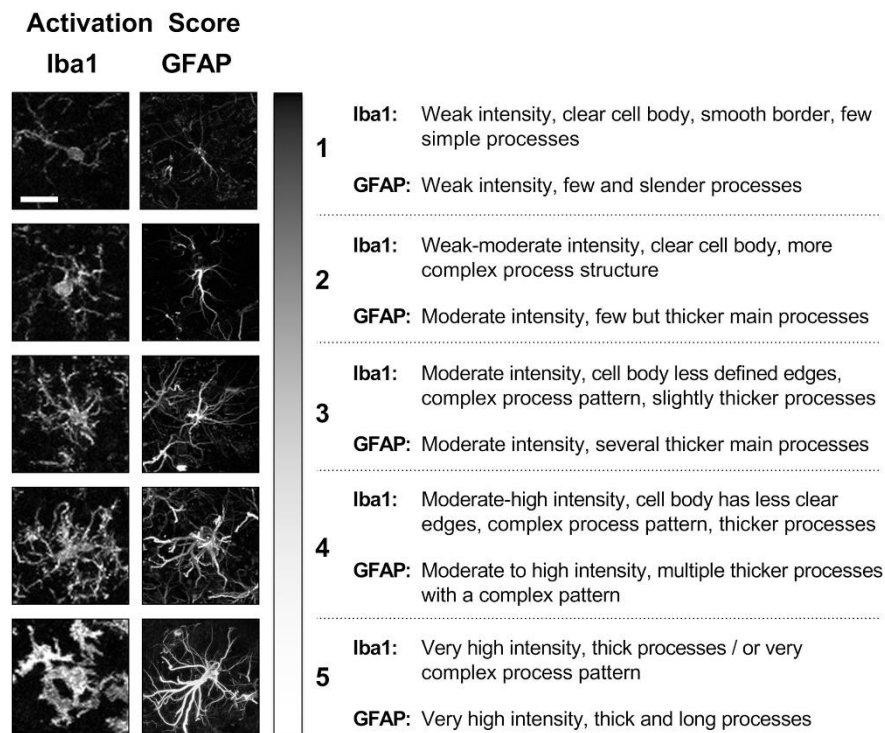 Activation Score
Iba1 GFAP
1
Iba1: Weak intensity, clear cell body, smooth border, few
simple processes
GFAP: Weak intensity, few and slender processes
2
Iba1: Weak-moderate intensity, clear cell body, more
complex process structure
GFAP: Moderate intensity, few but thicker main processes
3
Iba1: Moderate intensity, cell body less defined edges,
complex process pattern, slightly thicker processes
GFAP: Moderate intensity, several thicker main processes
4
Iba1: Moderate-high intensity, cell body has less clear
edges, complex process pattern, thicker processes
GFAP: Moderate to high intensity, multiple thicker processes
with a complex pattern
5
Iba1: Very high intensity, thick processes / or very
complex process pattern
GFAP: Very high intensity, thick and long processes